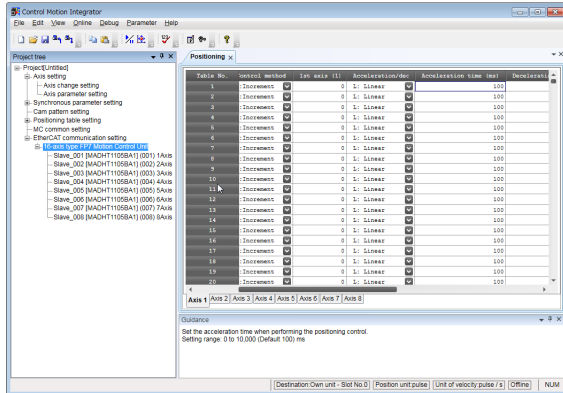 Control Motion Integrator
File Edit View Online Debug Parameter Help
Project tree
Project[Untitled]
Axis setting
Axis change setting
Axis parameter setting
Synchronous parameter setting
Cam pattern setting
Positioning table setting
MC common setting
EtherCAT communication setting
16-axis type FP7 Motion Control Unit
Slave_001 [MADHT1105BA1] (001) 1Axis
Slave_002 [MADHT1105BA1] (002) 2Axis
Slave_003 [MADHT1105BA1] (003) 3Axis
Slave_004 [MADHT1105BA1] (004) 4Axis
Slave_005 [MADHT1105BA1] (005) 5Axis
Slave_006 [MADHT1105BA1] (006) 6Axis
Slave_007 [MADHT1105BA1] (007) 7Axis
Slave_008 [MADHT1105BA1] (008) 8Axis
Positioning
Table No. ontrol method 1st axis (1) Acceleration/dec Acceleration time (ms) Decelerati
1 :Increment 0 L: Linear 100
2 :Increment 0 L: Linear 100
3 :Increment 0 L: Linear 100
4 :Increment 0 L: Linear 100
5 :Increment 0 L: Linear 100
6 :Increment 0 L: Linear 100
7 :Increment 0 L: Linear 100
8 :Increment 0 L: Linear 100
9 :Increment 0 L: Linear 100
10 :Increment 0 L: Linear 100
11 :Increment 0 L: Linear 100
12 :Increment 0 L: Linear 100
13 :Increment 0 L: Linear 100
14 :Increment 0 L: Linear 100
15 :Increment 0 L: Linear 100
16 :Increment 0 L: Linear 100
17 :Increment 0 L: Linear 100
18 :Increment 0 L: Linear 100
19 :Increment 0 L: Linear 100
20 :Increment 0 L: Linear 100
Axis 1 Axis 2 Axis 3 Axis 4 Axis 5 Axis 6 Axis 7 Axis 8
Guidance
Set the acceleration time when performing the positioning control.
Setting range: 0 to 10,000 (Default 100) ms
Destination:Own unit - Slot No.0 Position unit:pulse Unit of velocity:pulse / s Offline NUM